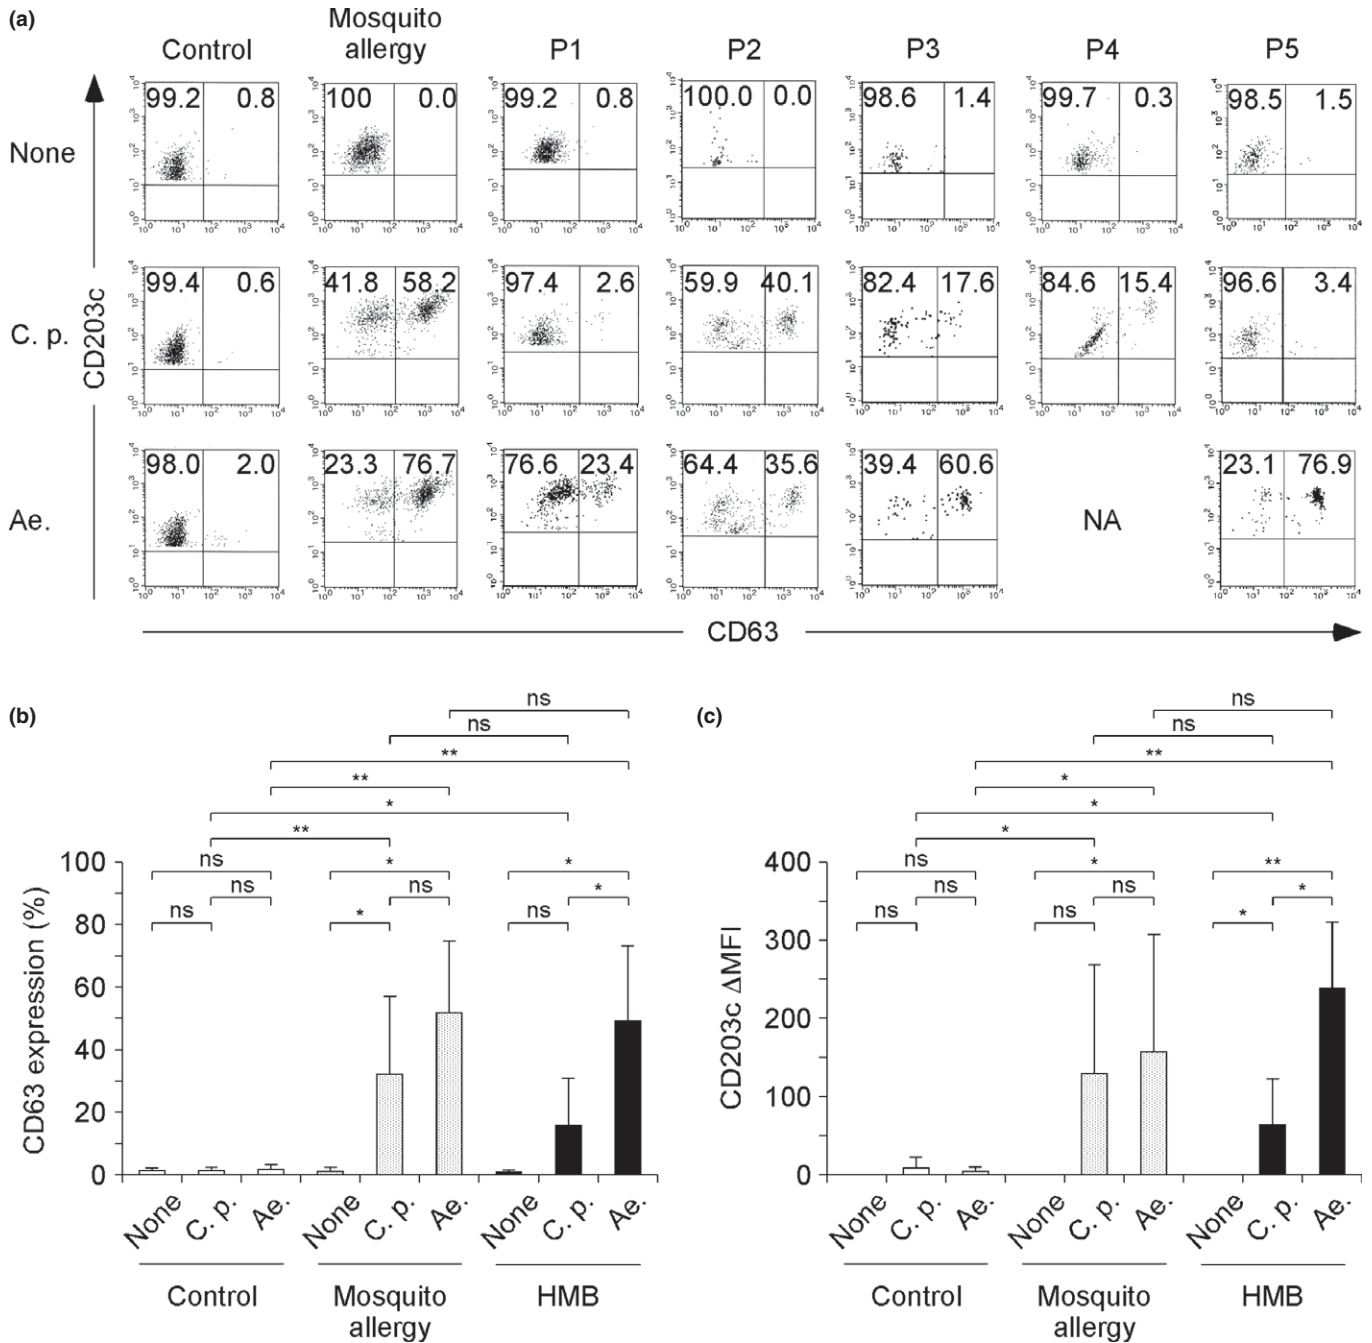 (a)
Control Mosquito allergy P1 P2 P3 P4 P5
None
99.2 0.8 100 0.0 99.2 0.8 100.0 0.0 98.6 1.4 99.7 0.3 98.5 1.5
C. p.
99.4 0.6 41.8 58.2 97.4 2.6 59.9 40.1 82.4 17.6 84.6 15.4 96.6 3.4
Ae.
98.0 2.0 23.3 76.7 76.6 23.4 64.4 35.6 39.4 60.6 NA 23.1 76.9
CD203c
CD63
(b)
ns
ns
**
**
*
**
ns * *
ns ns *
ns * ns
CD63 expression (%)
100
80
60
40
20
0
None C. p. Ae. None C. p. Ae. None C. p. Ae.
Control Mosquito allergy HMB
(c)
ns
ns
**
*
*
*
ns * **
ns ns *
ns ns *
CD203c ΔMFI
400
300
200
100
0
None C. p. Ae. None C. p. Ae. None C. p. Ae.
Control Mosquito allergy HMB